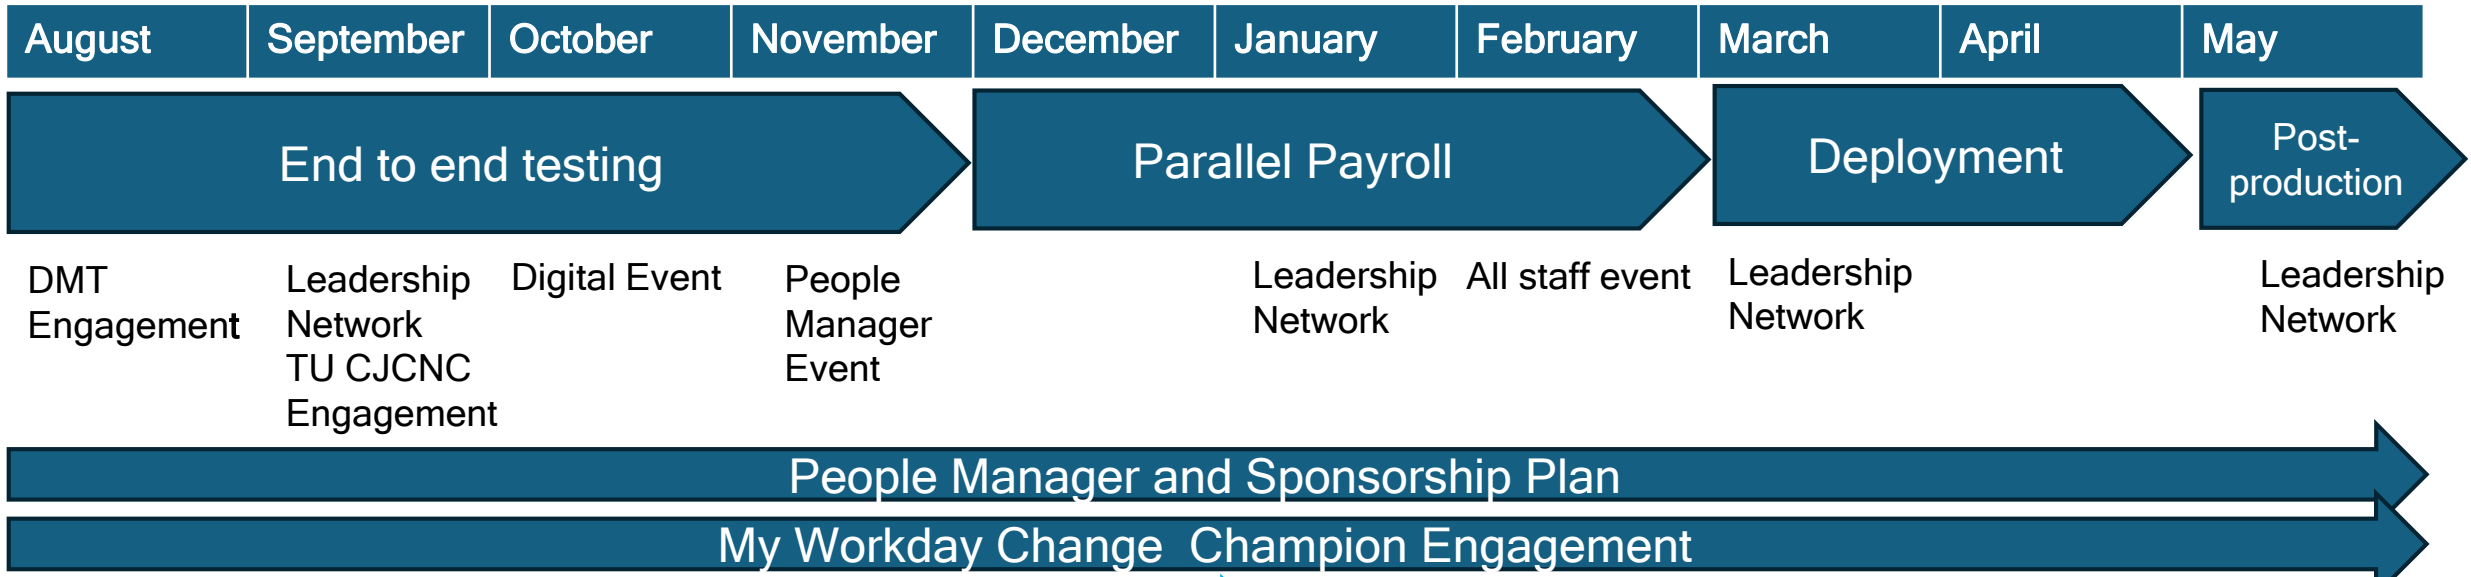 August September October November December January February March April May
End to end testing
Parallel Payroll
Deployment
Post-
production
DMT
Engagement
Leadership
Network
TU CJCNC
Engagement
Digital Event
People
Manager
Event
Leadership
Network
All staff event
Leadership
Network
Leadership
Network
People Manager and Sponsorship Plan
My Workday Change  Champion Engagement